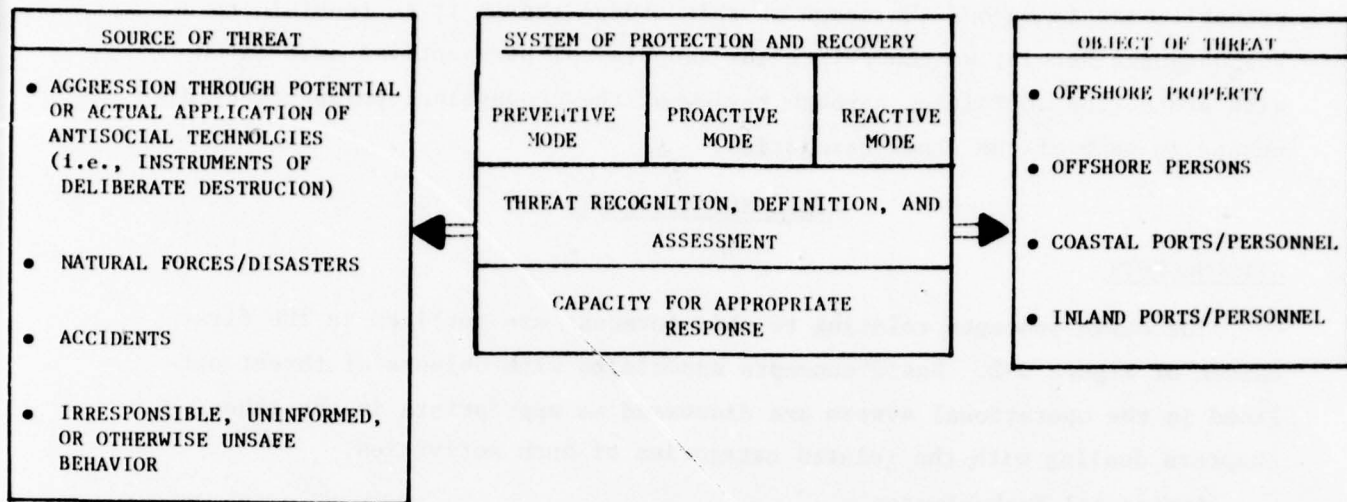 SOURCE OF THREAT
• AGGRESSION THROUGH POTENTIAL
OR ACTUAL APPLICATION OF
ANTISOCIAL TECHNOLGIES
(i.e., INSTRUMENTS OF
DELIBERATE DESTRUCION)
• NATURAL FORCES/DISASTERS
• ACCIDENTS
• IRRESPONSIBLE, UNINFORMED,
OR OTHERWISE UNSAFE
BEHAVIOR
SYSTEM OF PROTECTION AND RECOVERY
PREVENTIVE
MODE
PROACTIVE
MODE
REACTIVE
MODE
THREAT RECOGNITION, DEFINITION, AND
ASSESSMENT
CAPACITY FOR APPROPRIATE
RESPONSE
OBJECT OF THREAT
• OFFSHORE PROPERTY
• OFFSHORE PERSONS
• COASTAL PORTS/PERSONNEL
• INLAND PORTS/PERSONNEL